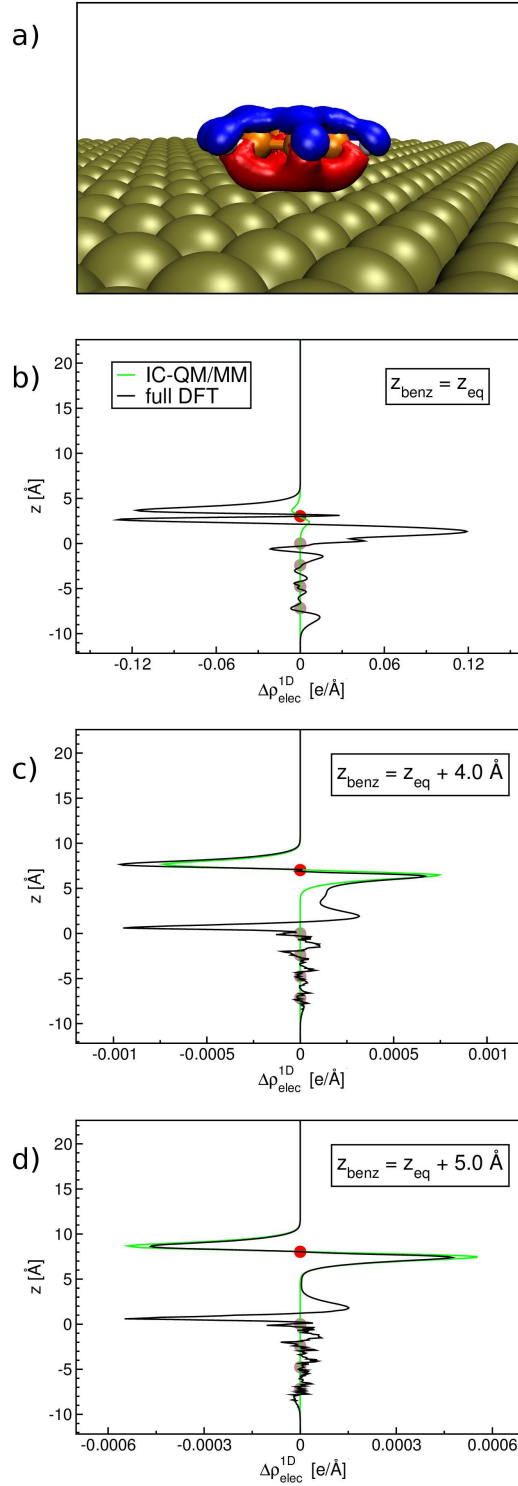 a)
b)
20
15
10
5
0
-5
-10
z [Å]
IC-QM/MM
full DFT
z_benz = z_eq
-0.12 -0.06 0 0.06 0.12
Δρ_elec^1D [e/Å]
c)
20
15
10
5
0
-5
-10
z [Å]
z_benz = z_eq + 4.0 Å
-0.001 -0.0005 0 0.0005 0.001
Δρ_elec^1D [e/Å]
d)
20
15
10
5
0
-5
-10
z [Å]
z_benz = z_eq + 5.0 Å
-0.0006 -0.0003 0 0.0003 0.0006
Δρ_elec^1D [e/Å]